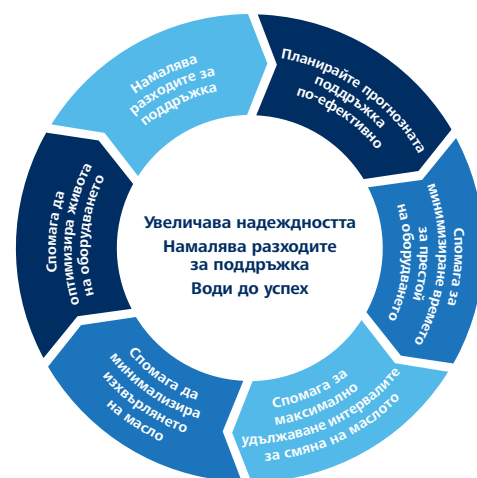 Намалява
разходите за
поддръжка
Планирайте прогнозната
поддръжка
по-ефективно
Спомага за
минимизиране времето
за престой
на оборудването
Спомага за
максимално
удължаване интервалите
за смяна на маслото
Спомага да
минимализира
изхвърлянето
на масло
Спомага да
оптимизира живота
на оборудването
Увеличава надеждността
Намалява разходите
за поддръжка
Води до успех